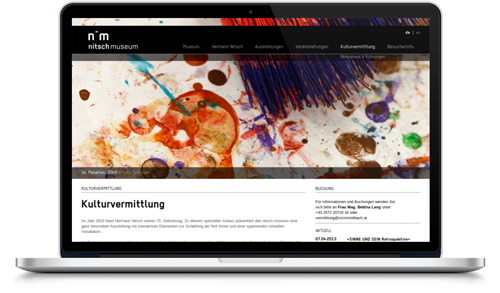 n°m
de | en
nitsch museum
Museum Hermann Nitsch Ausstellungen Veranstaltungen Kulturvermittlung Besucherinfo
Workshops & Führungen
KULTURVERMITTLUNG
Kulturvermittlung
Im Jahr 2013 feiert Hermann Nitsch seinen 75. Geburtstag. Zu diesem speziellen Anlass präsentiert das nitsch museum eine
ganz besondere Ausstellung mit interaktiven Elementen zur Schärfung der fünf Sinne und einer spannenden virtuellen
Installation.
BUCHUNG
Für Informationen und Buchungen wenden Sie
sich bitte an Frau Mag. Bettina Lang unter
+43 2572 20719 16 oder
vermittlung@mzmistelbach.at
AKTUELL
07.04.2013 »SINNE UND SEIN Retrospektive«